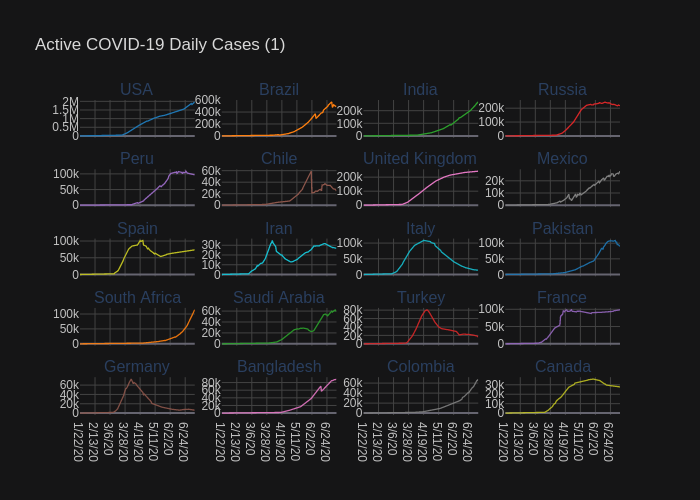 Active COVID-19 Daily Cases (1)
USA Brazil India Russia
2M 1.5M 1M 0.5M 0
600k 400k 200k 0
200k 100k 0
200k 100k 0
Peru Chile United Kingdom Mexico
100k 50k 0
60k 40k 20k 0
200k 100k 0
20k 10k 0
Spain Iran Italy Pakistan
100k 50k 0
30k 20k 10k 0
100k 50k 0
100k 50k 0
South Africa Saudi Arabia Turkey France
100k 50k 0
60k 40k 20k 0
80k 60k 40k 20k 0
100k 50k 0
Germany Bangladesh Colombia Canada
60k 40k 20k 0
80k 60k 40k 20k 0
60k 40k 20k 0
30k 20k 10k 0
1/22/20 2/13/20 3/6/20 3/28/20 4/19/20 5/11/20 6/2/20 6/24/20
1/22/20 2/13/20 3/6/20 3/28/20 4/19/20 5/11/20 6/2/20 6/24/20
1/22/20 2/13/20 3/6/20 3/28/20 4/19/20 5/11/20 6/2/20 6/24/20
1/22/20 2/13/20 3/6/20 3/28/20 4/19/20 5/11/20 6/2/20 6/24/20